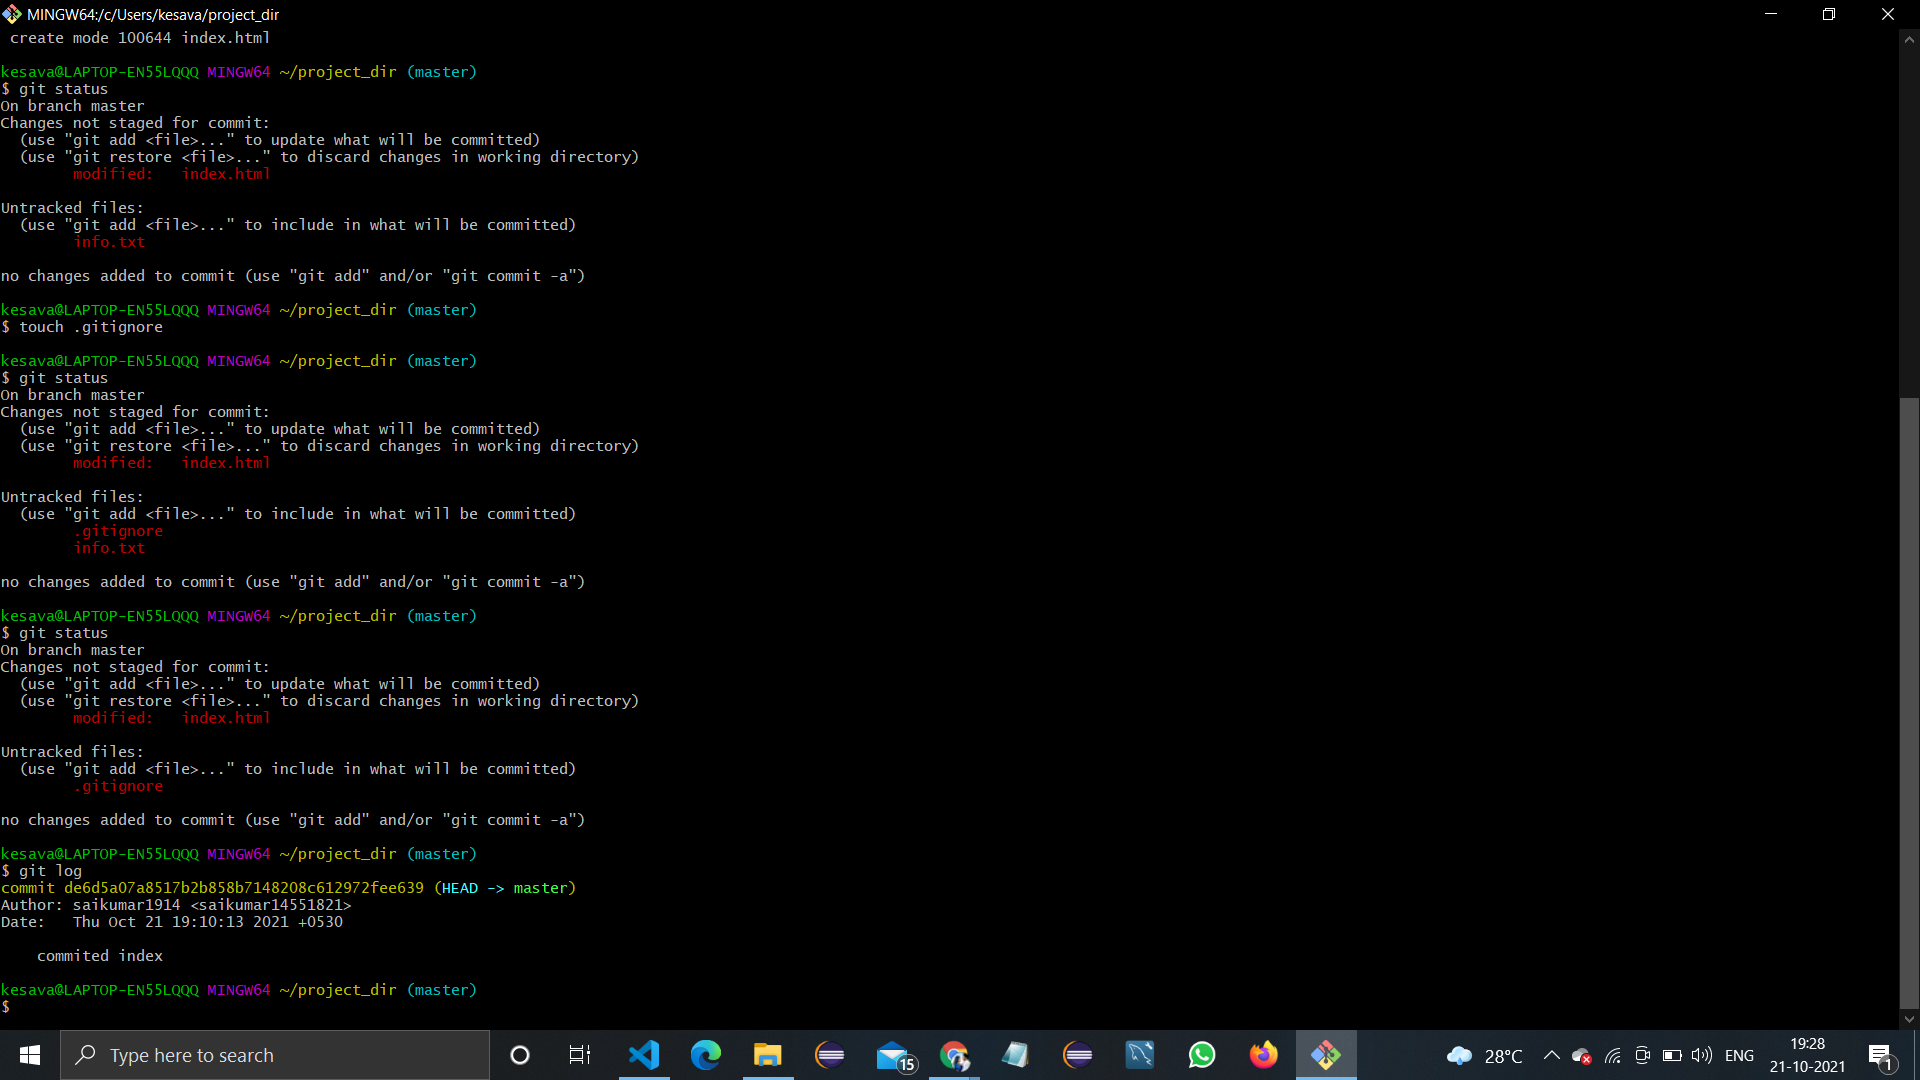 MINGW64:/c/Users/kesava/project_dir
create mode 100644 index.html
kesava@LAPTOP-EN55LQQQ MINGW64 ~/project_dir (master)
$ git status
On branch master
Changes not staged for commit:
(use "git add <file>..." to update what will be committed)
(use "git restore <file>..." to discard changes in working directory)
modified:   index.html
Untracked files:
(use "git add <file>..." to include in what will be committed)
info.txt
no changes added to commit (use "git add" and/or "git commit -a")
kesava@LAPTOP-EN55LQQQ MINGW64 ~/project_dir (master)
$ touch .gitignore
kesava@LAPTOP-EN55LQQQ MINGW64 ~/project_dir (master)
$ git status
On branch master
Changes not staged for commit:
(use "git add <file>..." to update what will be committed)
(use "git restore <file>..." to discard changes in working directory)
modified:   index.html
Untracked files:
(use "git add <file>..." to include in what will be committed)
.gitignore
info.txt
no changes added to commit (use "git add" and/or "git commit -a")
kesava@LAPTOP-EN55LQQQ MINGW64 ~/project_dir (master)
$ git status
On branch master
Changes not staged for commit:
(use "git add <file>..." to update what will be committed)
(use "git restore <file>..." to discard changes in working directory)
modified:   index.html
Untracked files:
(use "git add <file>..." to include in what will be committed)
.gitignore
no changes added to commit (use "git add" and/or "git commit -a")
kesava@LAPTOP-EN55LQQQ MINGW64 ~/project_dir (master)
$ git log
commit de6d5a07a8517b2b858b7148208c612972fee639 (HEAD -> master)
Author: saikumar1914 <saikumar14551821>
Date:   Thu Oct 21 19:10:13 2021 +0530
commited index
kesava@LAPTOP-EN55LQQQ MINGW64 ~/project_dir (master)
$
Type here to search
15
28°C
ENG
19:28
21-10-2021
1